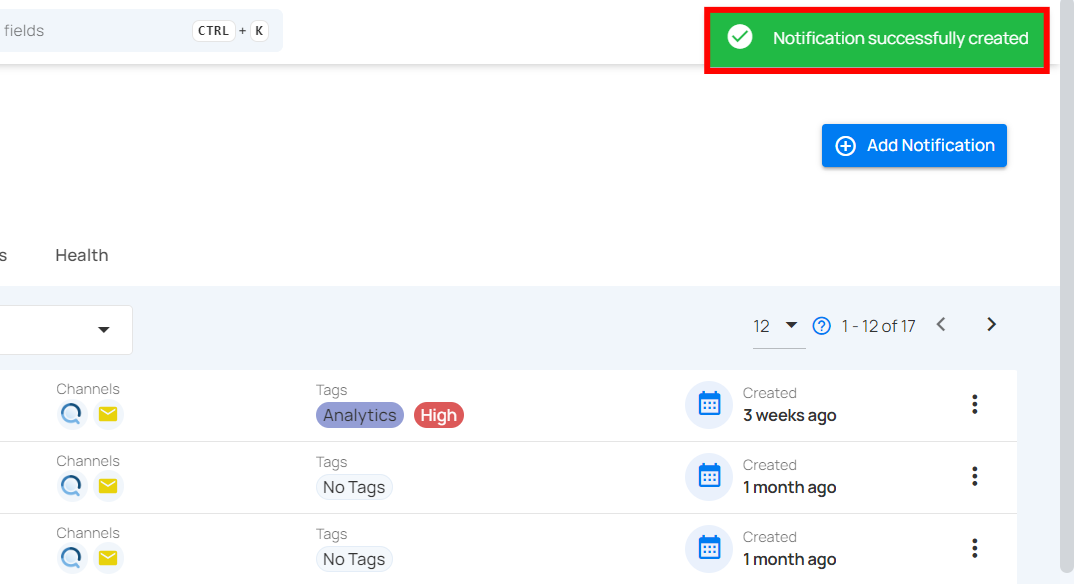 fields
CTRL + K
Notification successfully created
Add Notification
s
Health
12
1 - 12 of 17
Channels
Tags
Analytics
High
Created
3 weeks ago
Channels
Tags
No Tags
Created
1 month ago
Channels
Tags
No Tags
Created
1 month ago